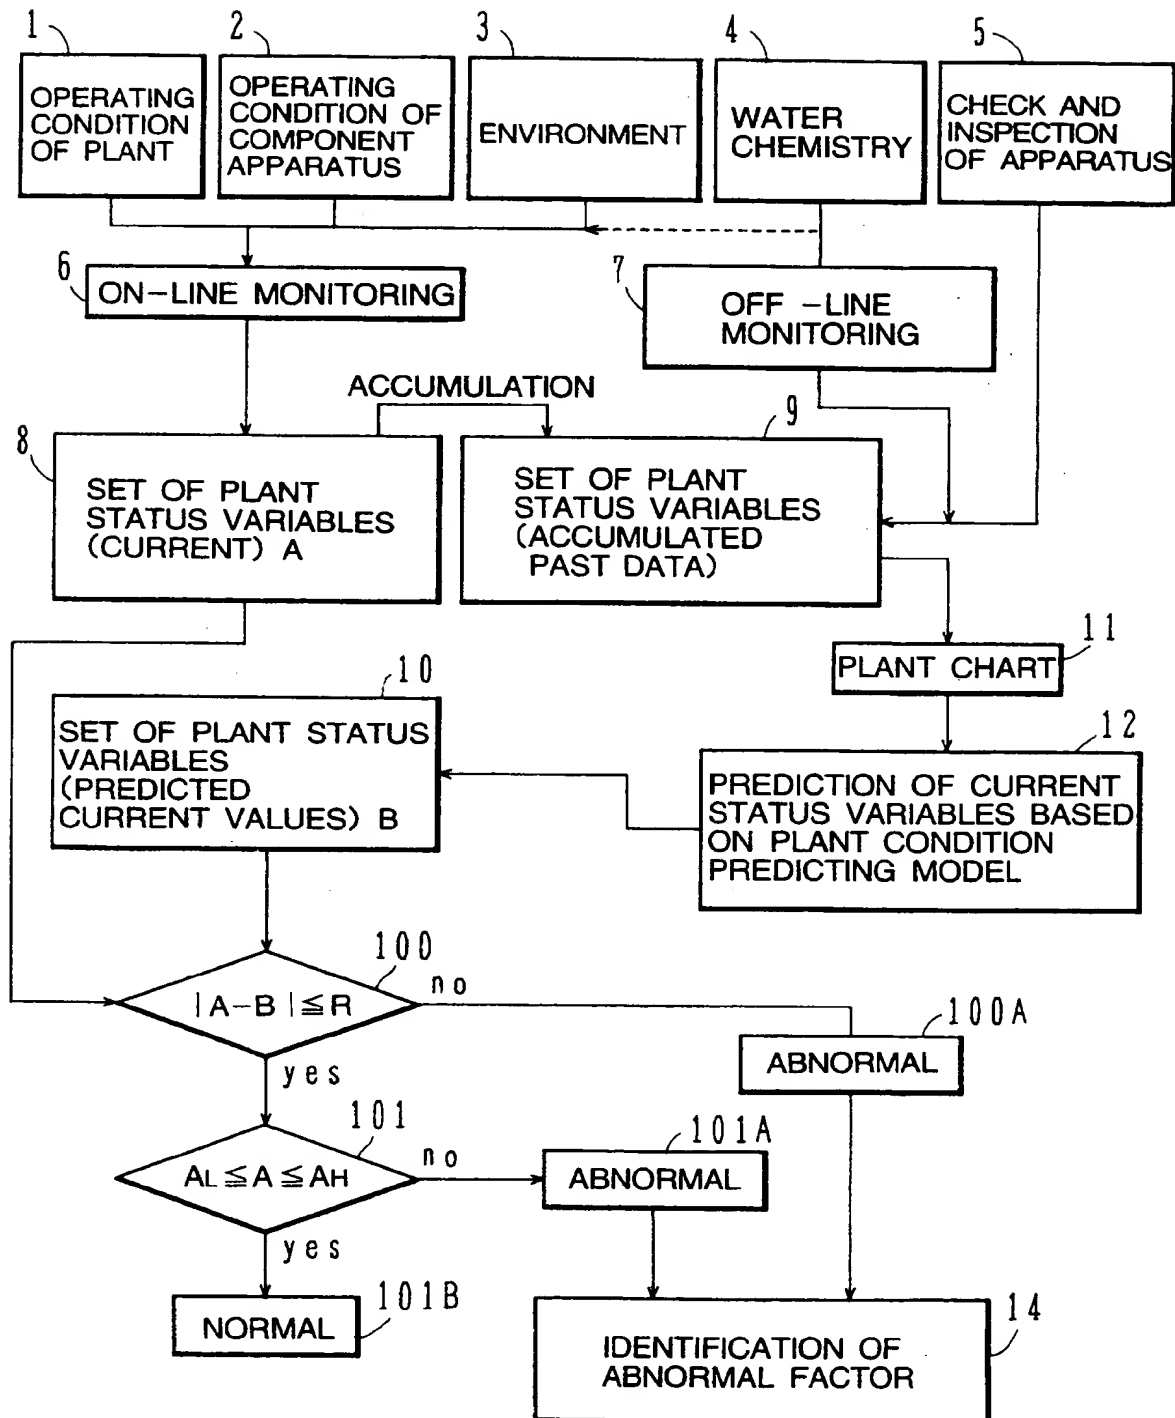 1
OPERATING
CONDITION
OF PLANT
2
OPERATING
CONDITION OF
COMPONENT
APPARATUS
3
ENVIRONMENT
4
WATER
CHEMISTRY
5
CHECK AND
INSPECTION
OF APPARATUS
6
ON-LINE MONITORING
7
OFF -LINE
MONITORING
ACCUMULATION
8
SET OF PLANT
STATUS VARIABLES
(CURRENT) A
9
SET OF PLANT
STATUS VARIABLES
(ACCUMULATED
PAST DATA)
11
PLANT CHART
10
SET OF PLANT STATUS
VARIABLES
(PREDICTED
CURRENT VALUES) B
12
PREDICTION OF CURRENT
STATUS VARIABLES BASED
ON PLANT CONDITION
PREDICTING MODEL
100
|A-B|≦R
no
yes
100A
ABNORMAL
101
AL≦A≦AH
no
yes
101A
ABNORMAL
101B
NORMAL
14
IDENTIFICATION OF
ABNORMAL FACTOR